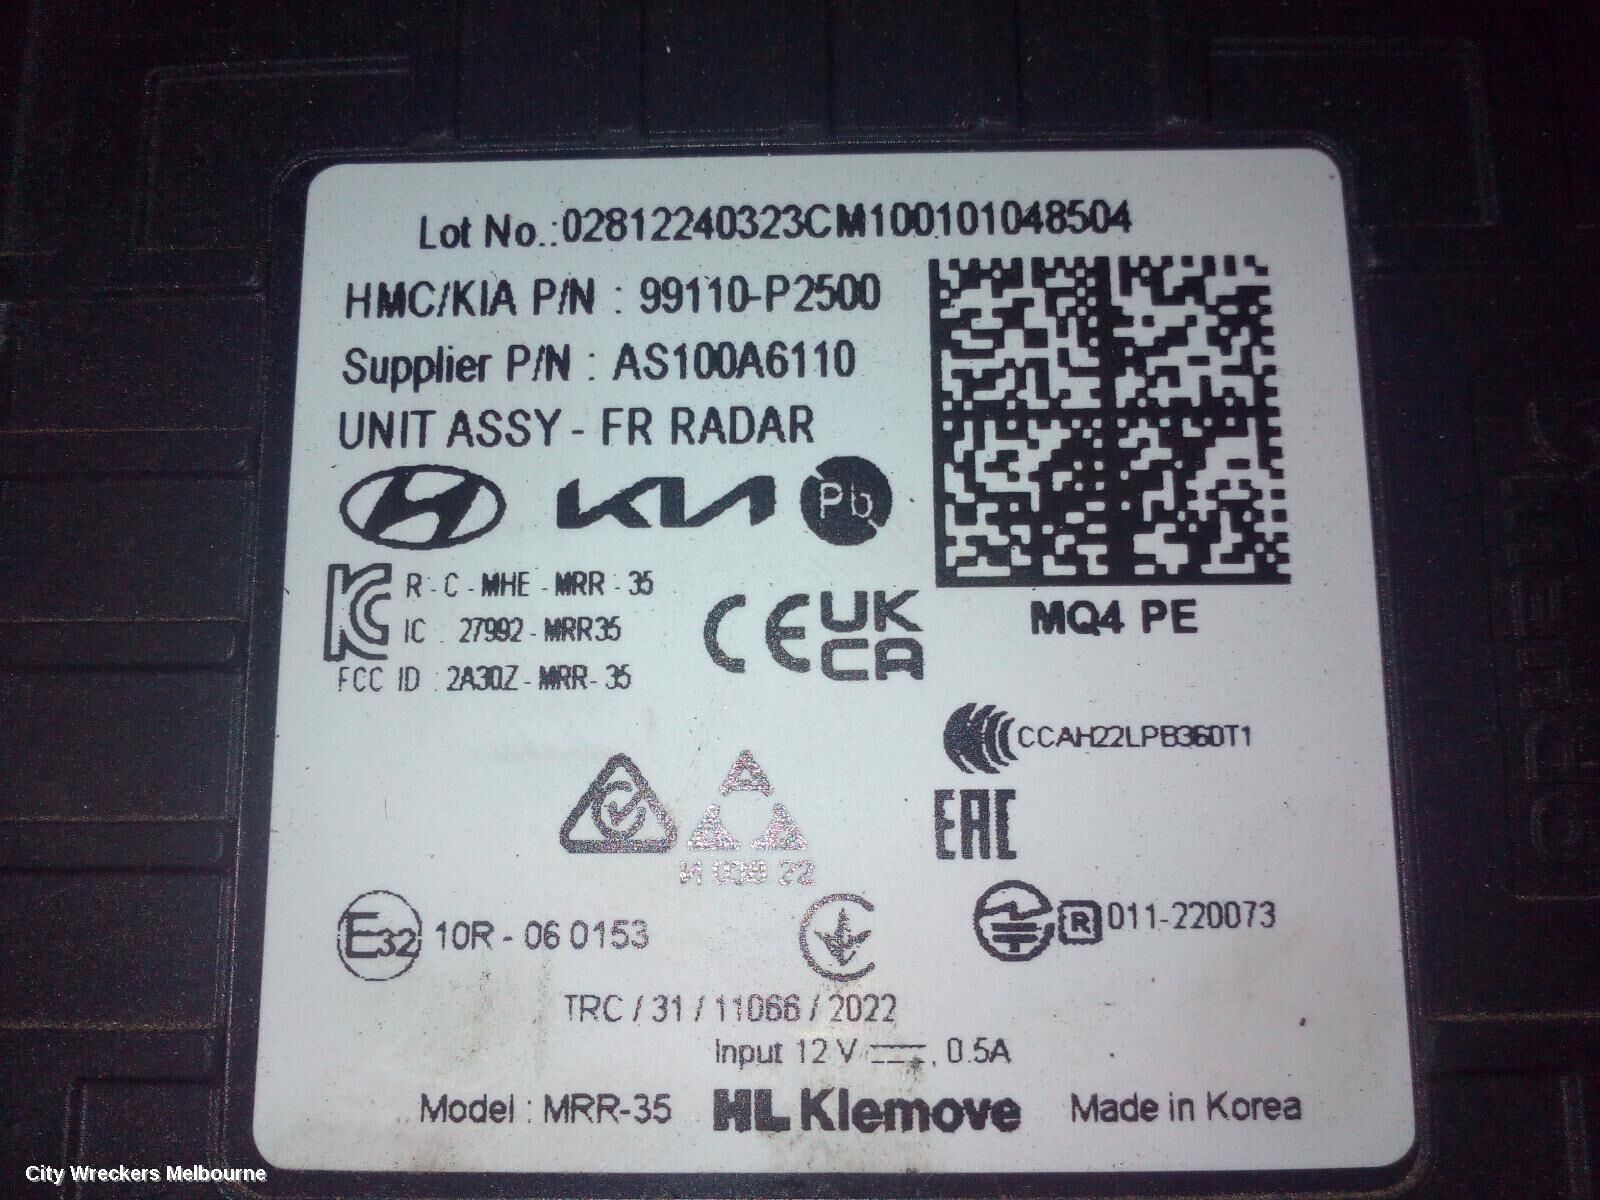 Lot No.:02812240323CM100101048504
HMC/KIA P/N : 99110-P2500
Supplier P/N : AS100A6110
UNIT ASSY - FR RADAR
KIA Pb
R - C - MHE - MRR - 35
IC : 27992 - MRR35
FCC ID : 2A30Z - MRR- 35
CE UK CA
MQ4 PE
CCAH22LPB360T1
EAC
E32 10R - 06 0153
R 011-220073
TRC / 31 / 11066 / 2022
Input 12 V , 0.5A
Model : MRR-35 HL Klemove Made in Korea
City Wreckers Melbourne